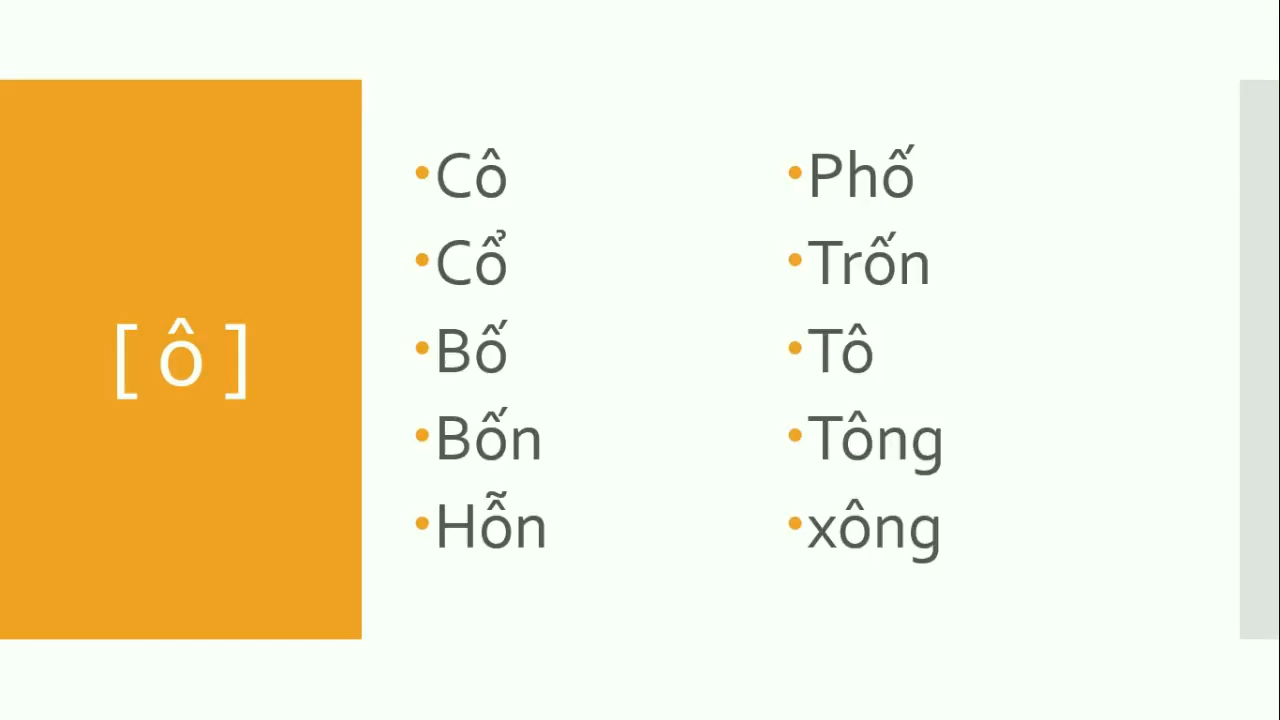 [ ô ]
•Cô
•Cổ
•Bố
•Bốn
•Hỗn
•Phố
•Trốn
•Tô
•Tông
•xông